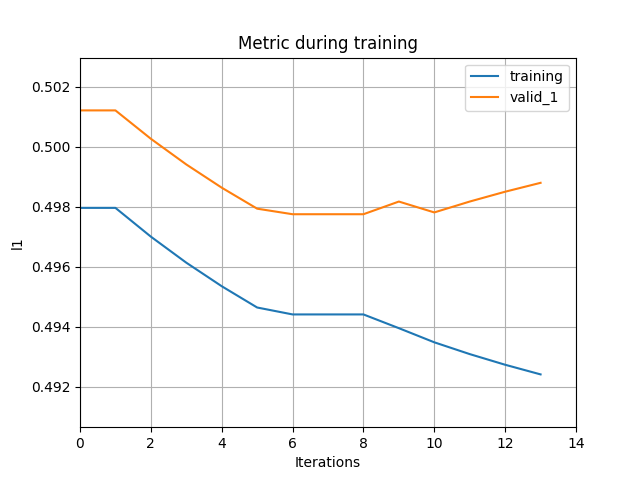 Metric during training
training
valid_1
0.502
0.500
0.498
0.496
0.494
0.492
l1
0 2 4 6 8 10 12 14
Iterations